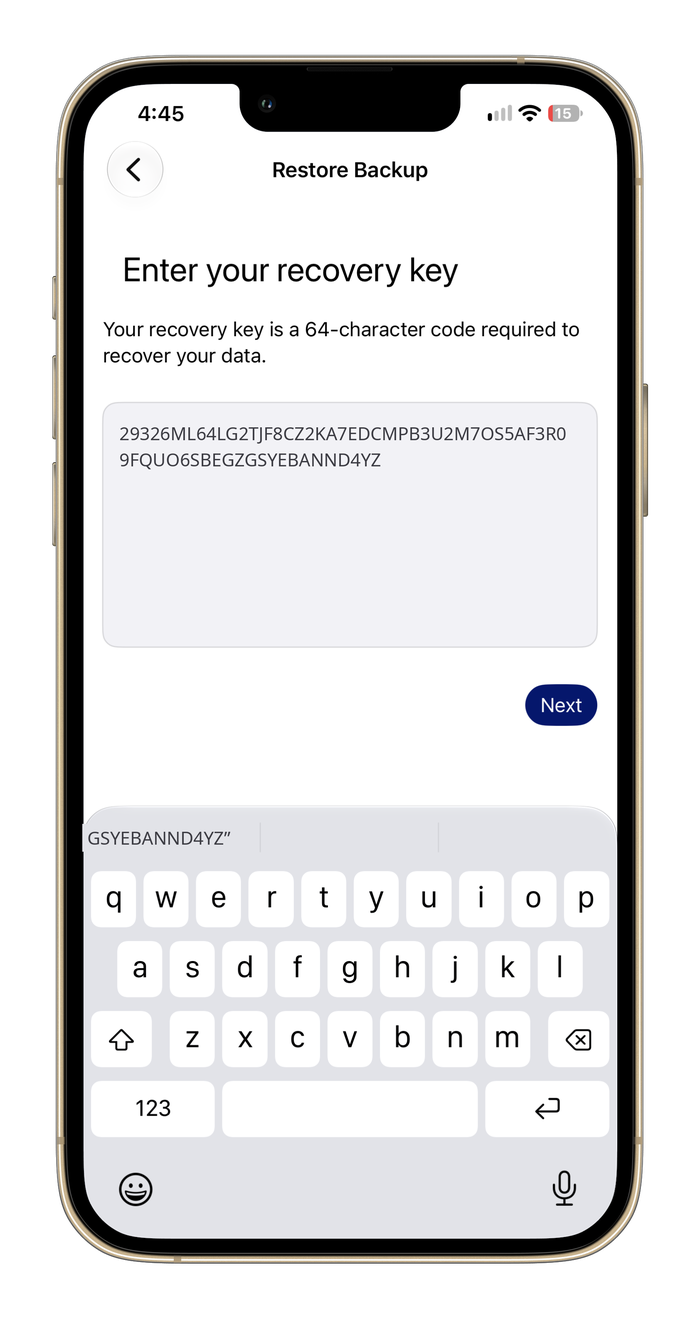 4:45
15
Restore Backup
Enter your recovery key
Your recovery key is a 64-character code required to
recover your data.
29326ML64LG2TJF8CZ2KA7EDCMPB3U2M7OS5AF3R0
9FQUO6SBEGZGSYEBANND4YZ
Next
GSYEBANND4YZ”
q w e r t y u i o p
a s d f g h j k l
z x c v b n m
123